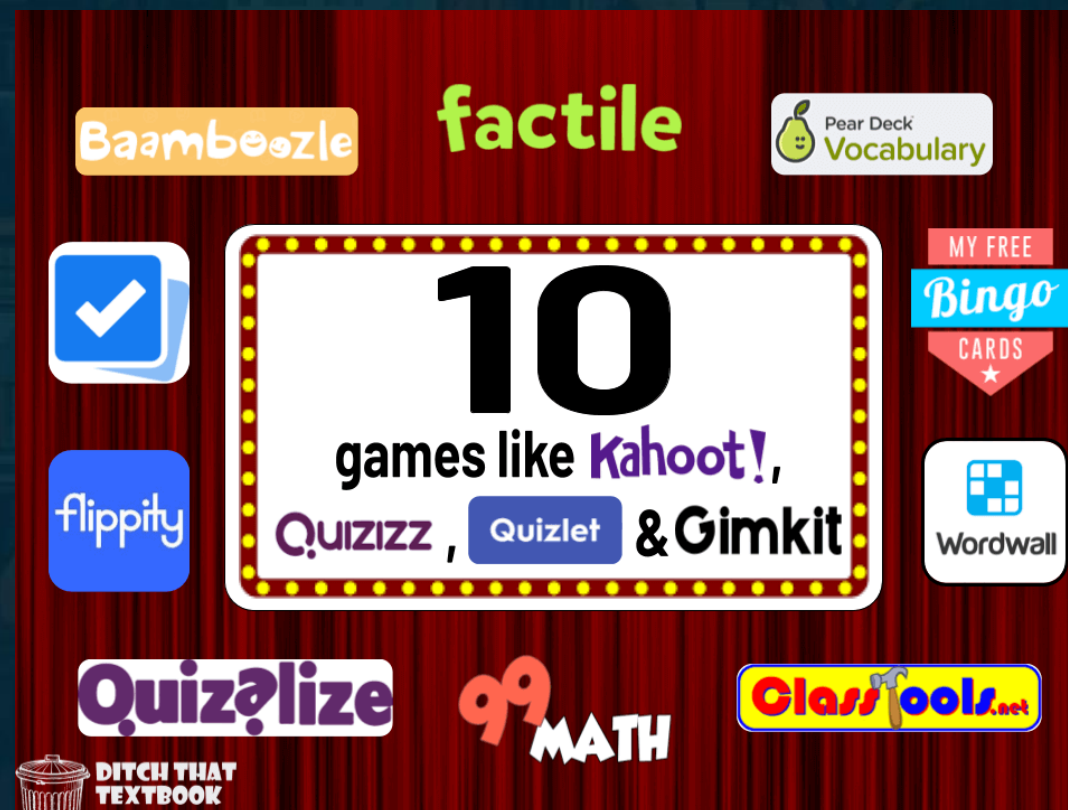 Baamboozle
factile
Pear Deck
Vocabulary
10
games like Kahoot!,
Quizizz, Quizlet & Gimkit
MY FREE
Bingo
CARDS
flippity
Wordwall
Quizalize
99
MATH
ClassTools.net
DITCH THAT
TEXTBOOK